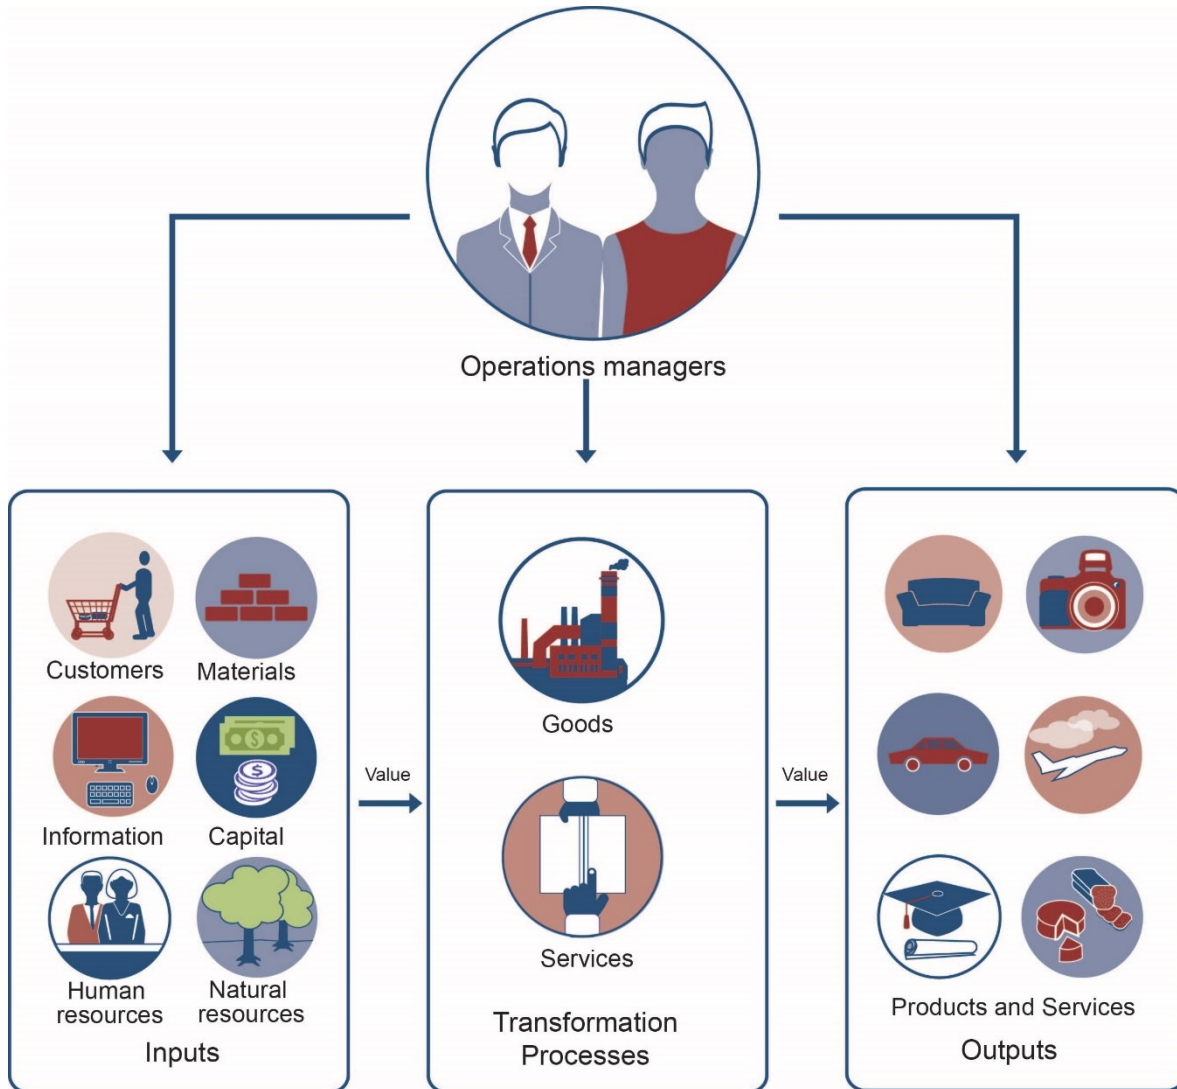 Operations managers
Customers
Materials
Information
Capital
Human
resources
Natural
resources
Inputs
Value
Goods
Services
Transformation
Processes
Value
Products and Services
Outputs